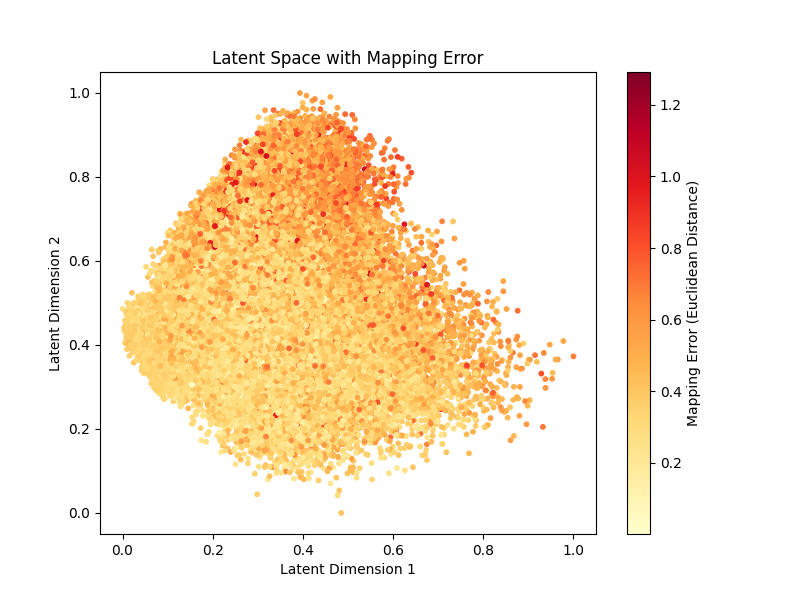 Latent Space with Mapping Error
1.0
0.8
0.6
0.4
0.2
0.0
Latent Dimension 2
0.0 0.2 0.4 0.6 0.8 1.0
Latent Dimension 1
1.2
1.0
0.8
0.6
0.4
0.2
Mapping Error (Euclidean Distance)